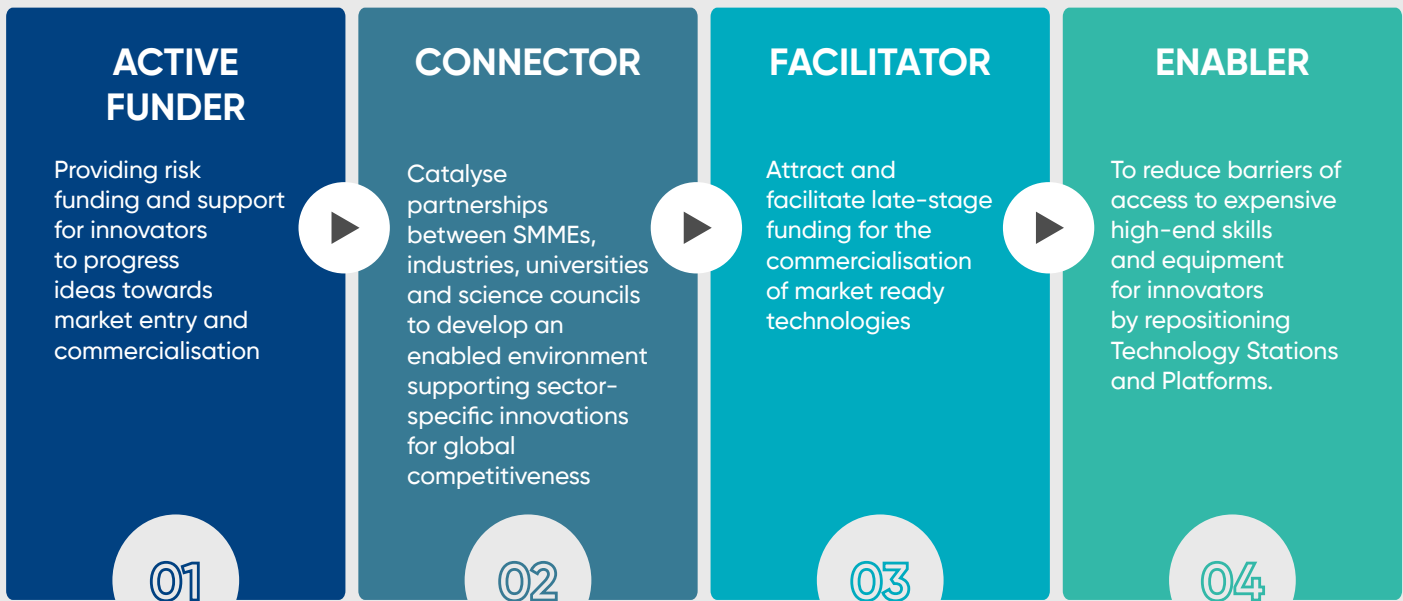 ACTIVE
FUNDER
Providing risk
funding and support
for innovators
to progress
ideas towards
market entry and
commercialisation
01
CONNECTOR
Catalyse
partnerships
between SMMEs,
industries, universities
and science councils
to develop an
enabled environment
supporting sector-
specific innovations
for global
competitiveness
02
FACILITATOR
Attract and
facilitate late-stage
funding for the
commercialisation
of market ready
technologies
03
ENABLER
To reduce barriers of
access to expensive
high-end skills
and equipment
for innovators
by repositioning
Technology Stations
and Platforms.
04